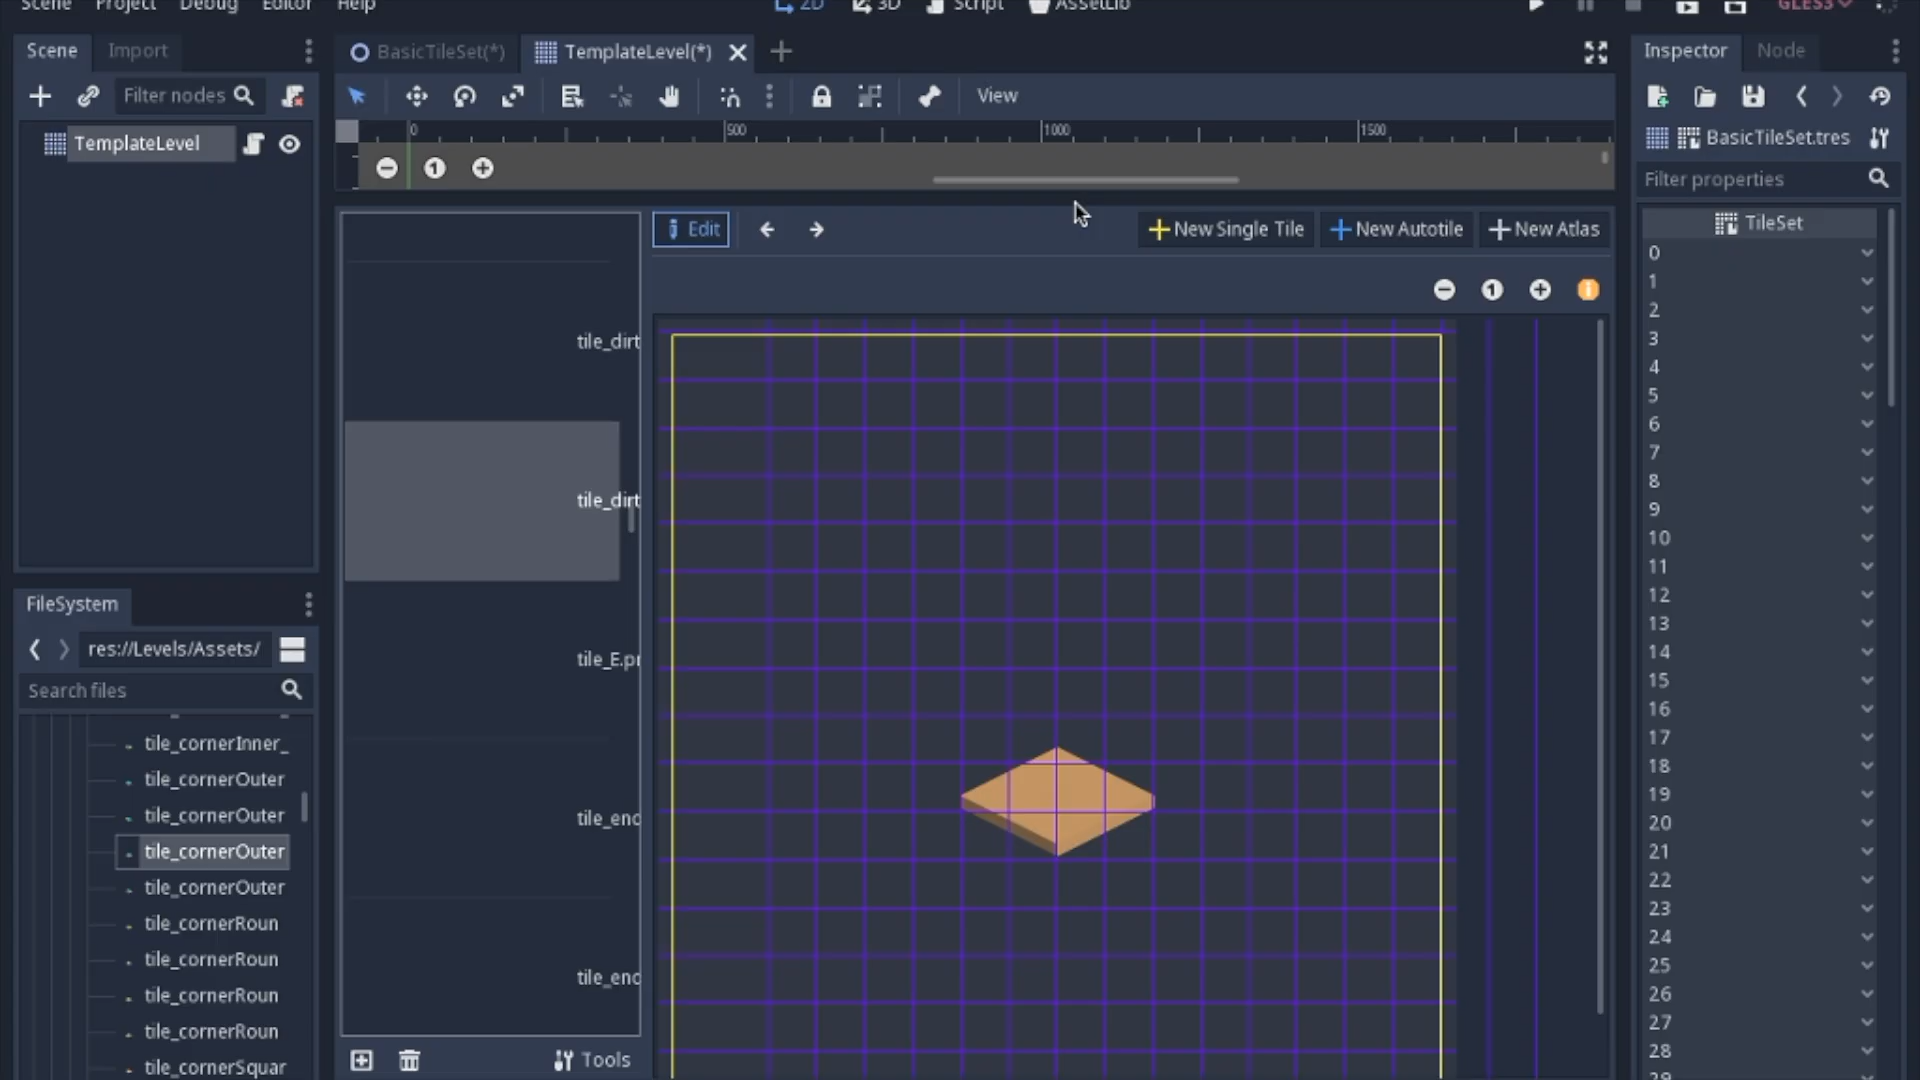 Scene Project Debug Editor Help
2D 3D Script AssetLib
GLES3
Scene Import
BasicTileSet(*) TemplateLevel(*)
Inspector Node
Filter nodes
View
0 500 1000 1500
1
BasicTileSet.tres
TemplateLevel
Filter properties
Edit
New Single Tile New Autotile New Atlas
1
TileSet
0
1
2
3
4
5
6
7
8
9
10
11
12
13
14
15
16
17
18
19
20
21
22
23
24
25
26
27
28
29
tile_dirt
tile_dirt
tile_E.pr
tile_end
tile_end
Tools
FileSystem
res://Levels/Assets/
Search files
tile_cornerInner_
tile_cornerOuter
tile_cornerOuter
tile_cornerOuter
tile_cornerOuter
tile_cornerRoun
tile_cornerRoun
tile_cornerRoun
tile_cornerRoun
tile_cornerSquar